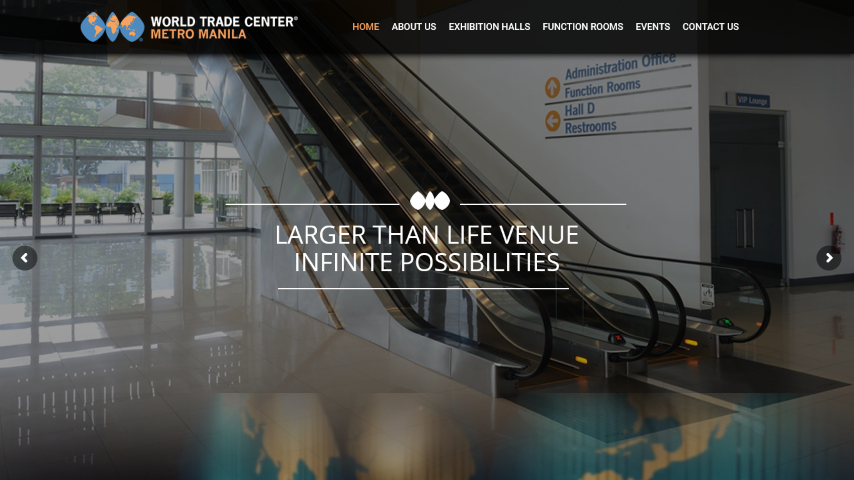 WORLD TRADE CENTER®
METRO MANILA
HOME ABOUT US EXHIBITION HALLS FUNCTION ROOMS EVENTS CONTACT US
Administration Office
Function Rooms
Hall D
Restrooms
VIP Lounge
LARGER THAN LIFE VENUE
INFINITE POSSIBILITIES